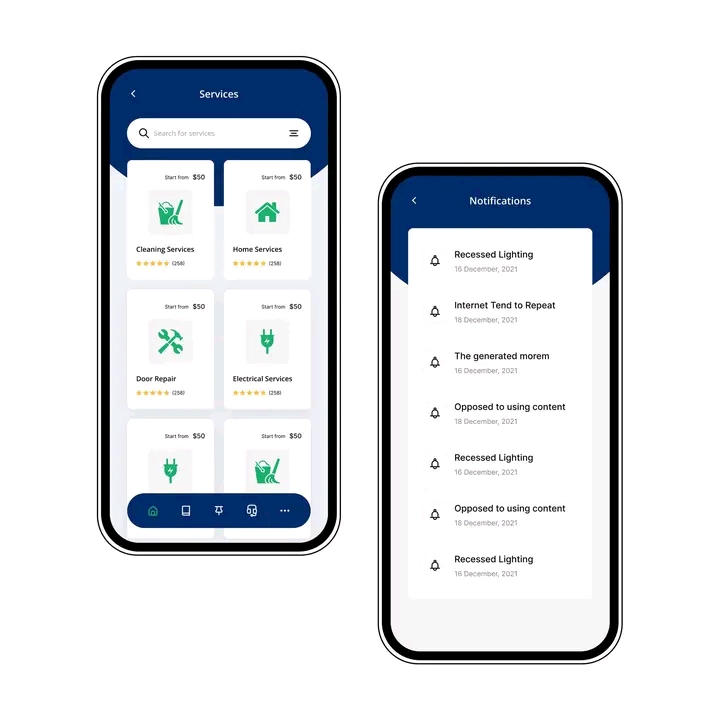 Services
Search for services
Start from $50
Cleaning Services
(258)
Start from $50
Home Services
(258)
Start from $50
Door Repair
(258)
Start from $50
Electrical Services
(258)
Start from $50
Start from $50
Notifications
Recessed Lighting
16 December, 2021
Internet Tend to Repeat
18 December, 2021
The generated morem
16 December, 2021
Opposed to using content
18 December, 2021
Recessed Lighting
16 December, 2021
Opposed to using content
18 December, 2021
Recessed Lighting
16 December, 2021